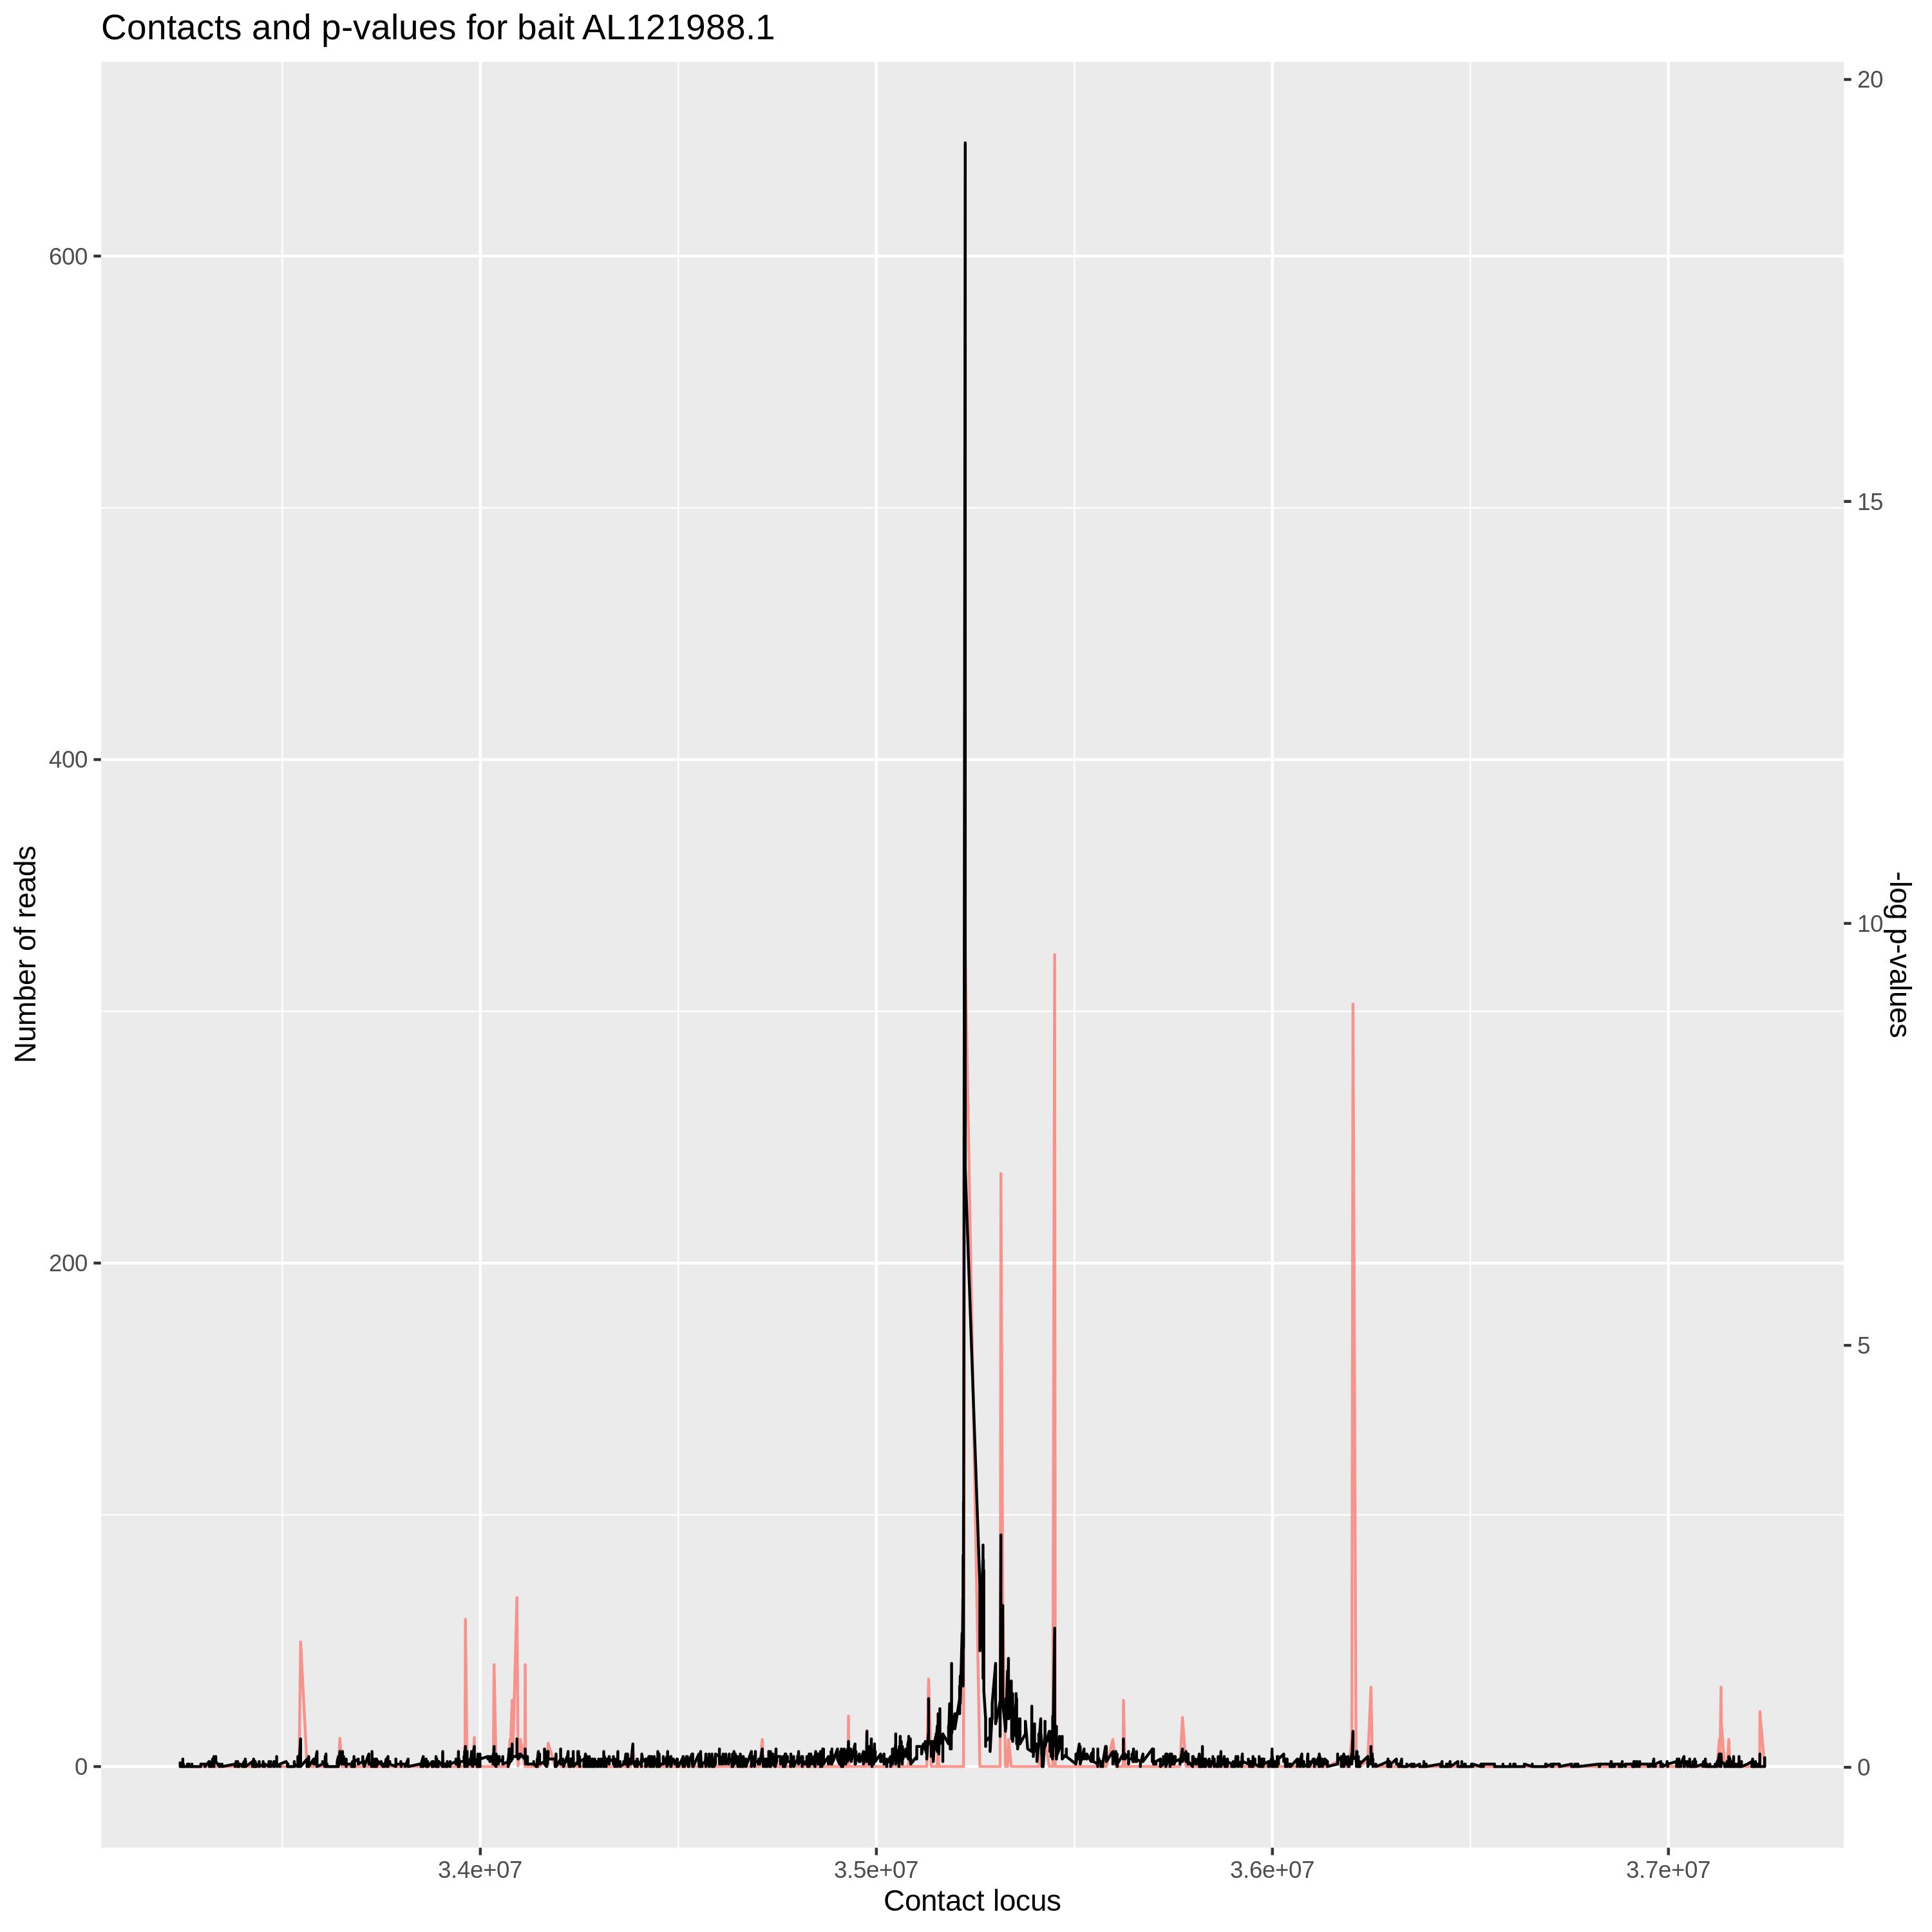 Contacts and p-values for bait AL121988.1
Number of reads
600
400
200
0
20
15
10
5
0
-log p-values
3.4e+07
3.5e+07
3.6e+07
3.7e+07
Contact locus